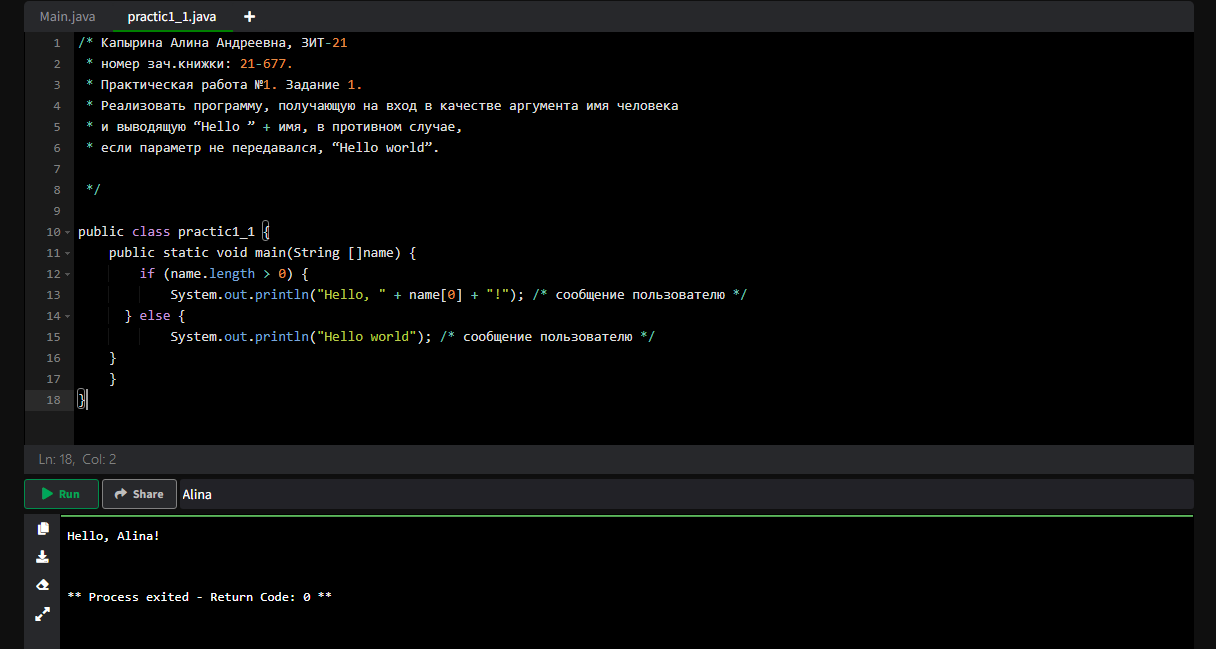 Main.java practic1_1.java +
1 /* Капырина Алина Андреевна, ЗИТ-21
2  * номер зач.книжки: 21-677.
3  * Практическая работа №1. Задание 1.
4  * Реализовать программу, получающую на вход в качестве аргумента имя человека
5  * и выводящую “Hello ” + имя, в противном случае,
6  * если параметр не передавался, “Hello world”.
7
8  */
9
10 public class practic1_1 {
11     public static void main(String []name) {
12         if (name.length > 0) {
13             System.out.println("Hello, " + name[0] + "!"); /* сообщение пользователю */
14       } else {
15             System.out.println("Hello world"); /* сообщение пользователю */
16     }
17     }
18 }
Ln: 18, Col: 2
Run Share Alina
Hello, Alina!
** Process exited - Return Code: 0 **